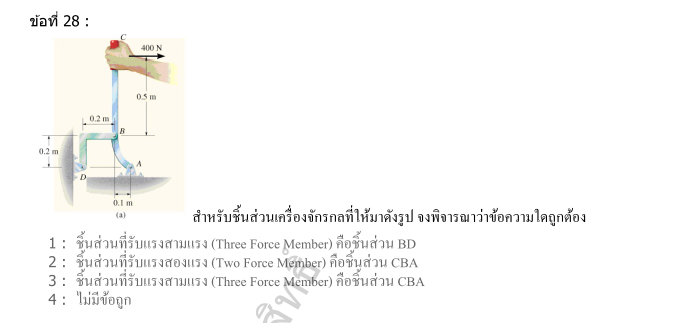 ข้อที่ 28 :
C
400 N
0.5 m
0.2 m
B
0.2 m
A
D
0.1 m
(a)
สำหรับชิ้นส่วนเครื่องจักรกลที่ให้มาดังรูป จงพิจารณาว่าข้อความใดถูกต้อง
1 : ชิ้นส่วนที่รับแรงสามแรง (Three Force Member) คือชิ้นส่วน BD
2 : ชิ้นส่วนที่รับแรงสองแรง (Two Force Member) คือชิ้นส่วน CBA
3 : ชิ้นส่วนที่รับแรงสามแรง (Three Force Member) คือชิ้นส่วน CBA
4 : ไม่มีข้อถูก
สิทธิ์